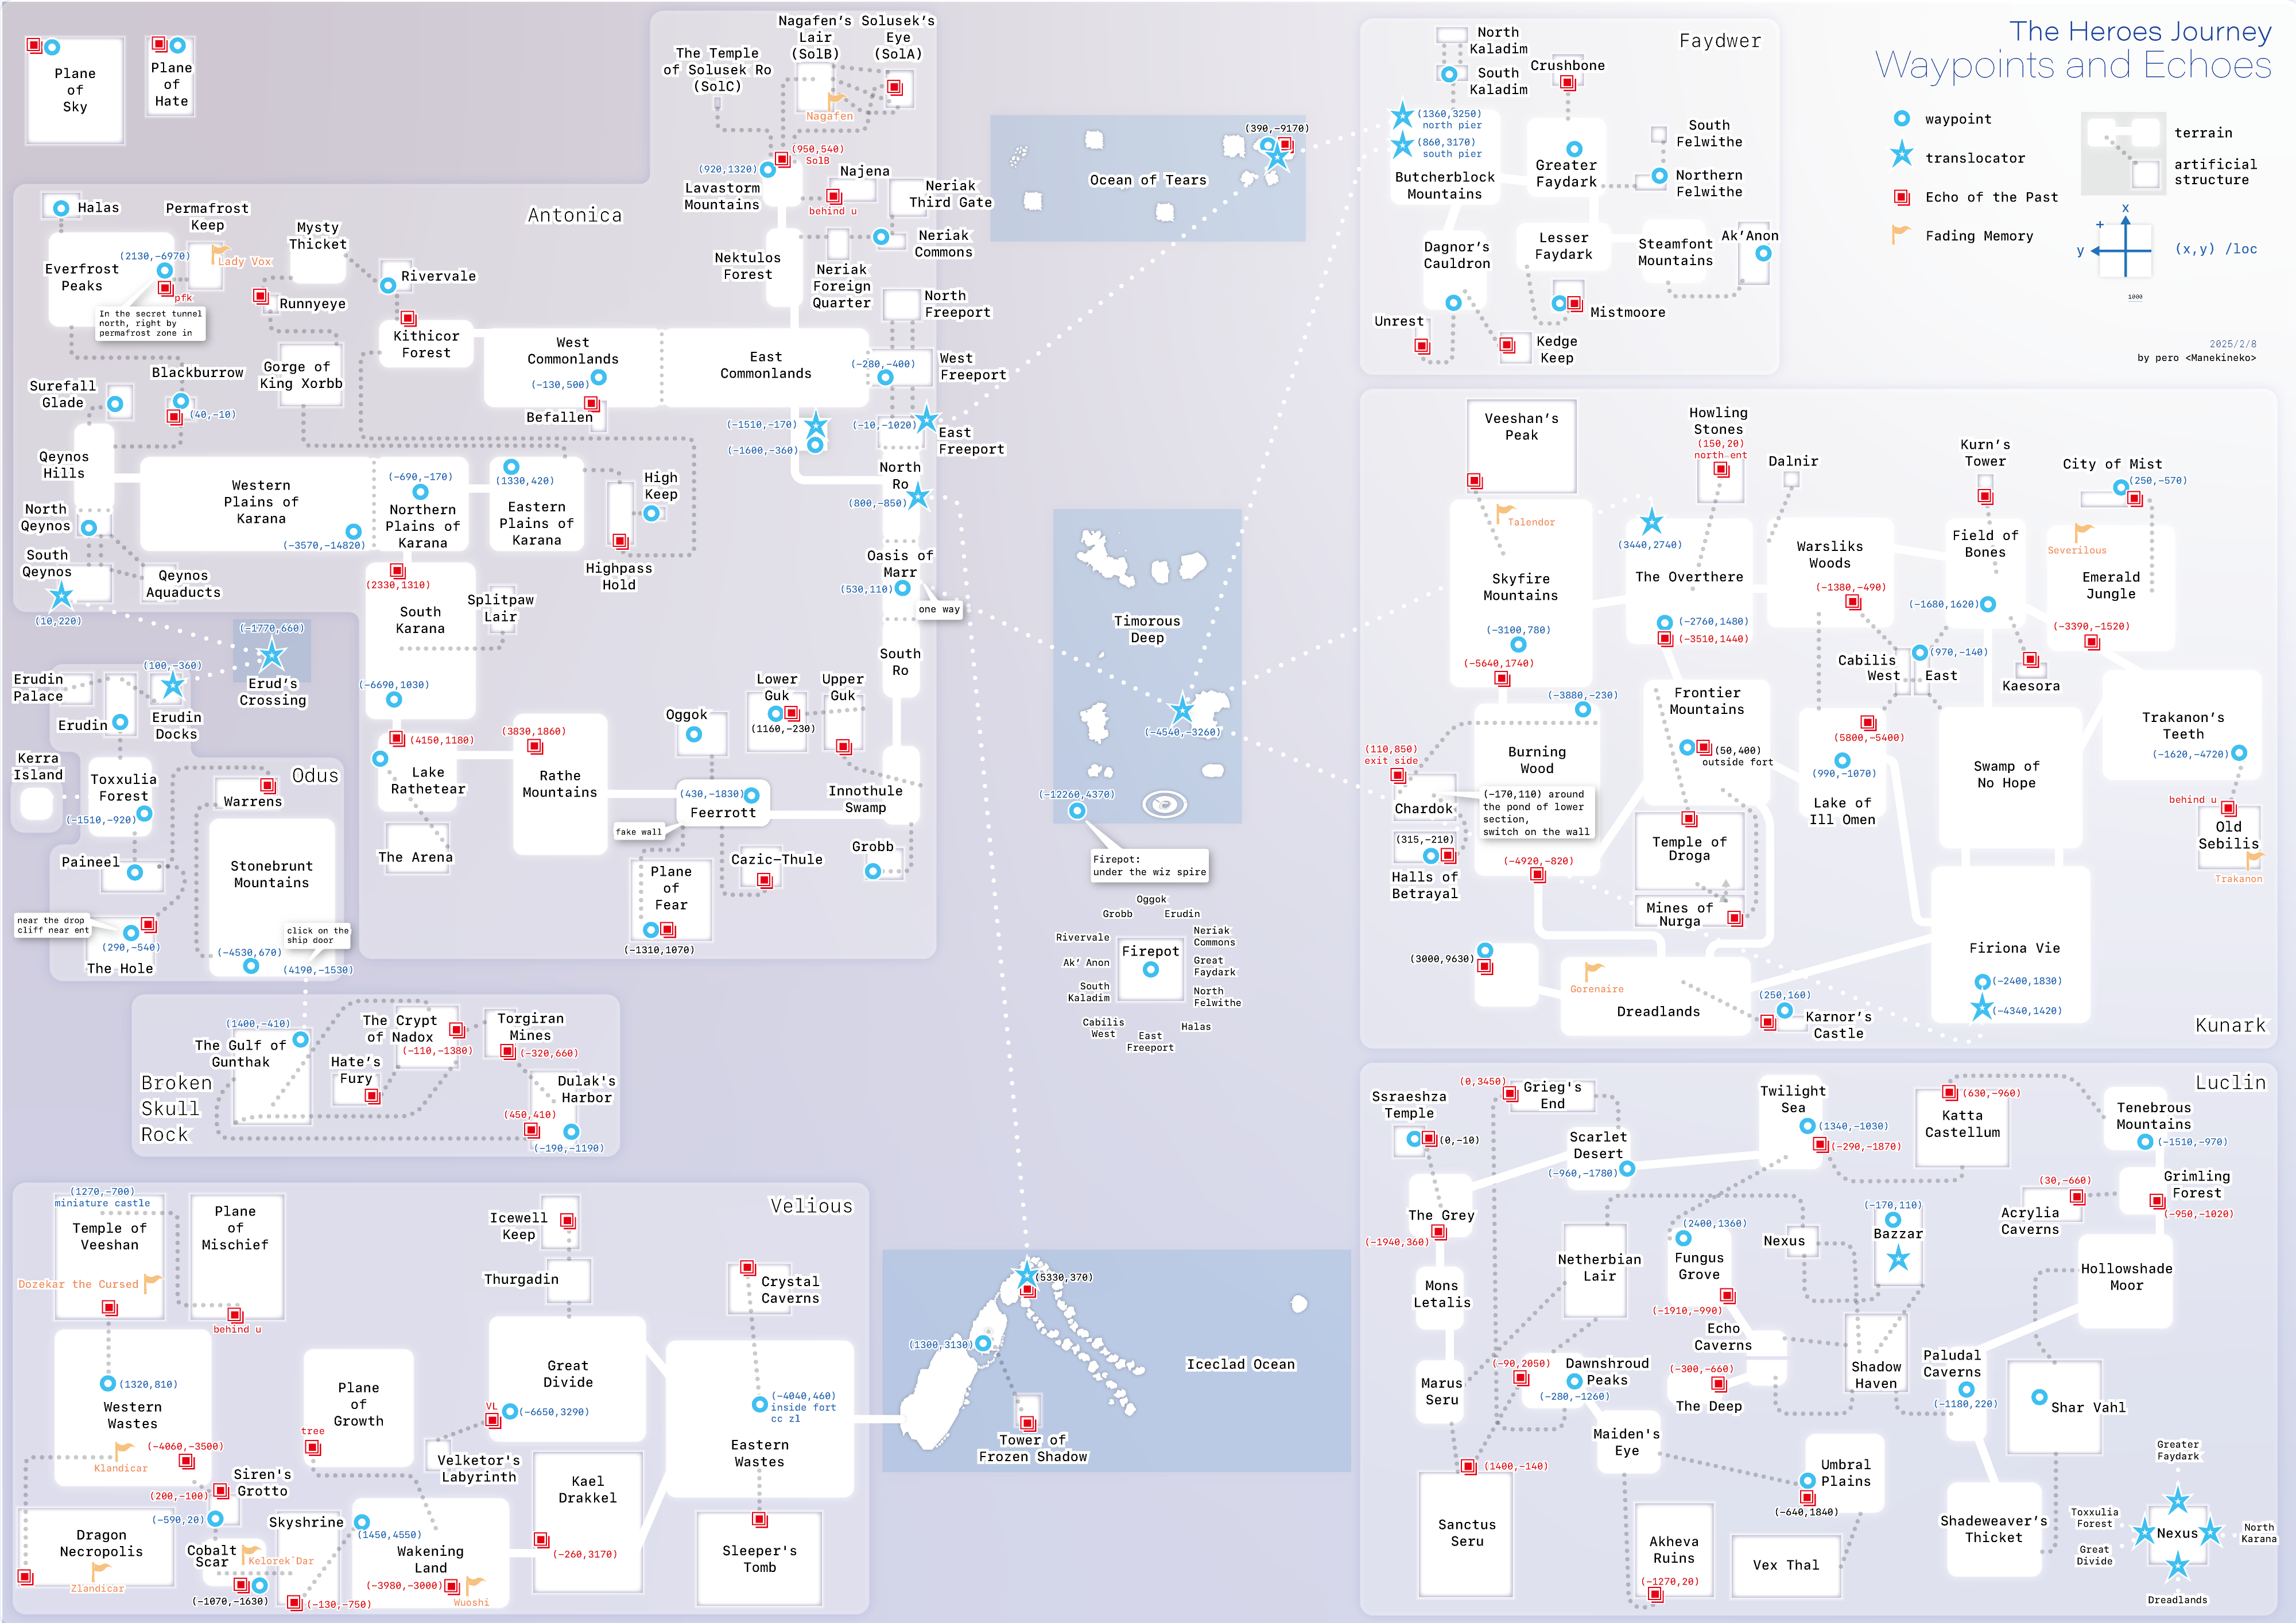 The Heroes Journey
Waypoints and Echoes
waypoint
translocator
Echo of the Past
Fading Memory
terrain
artificial
structure
x
+
y
(x,y) /loc
1000
2025/2/8
by pero <Manekineko>
Plane
of
Sky
Plane
of
Hate
Antonica
Nagafen's
Lair
(SolB)
Solusek's
Eye
(SolA)
The Temple
of Solusek Ro
(SolC)
Nagafen
(950,540)
SolB
(920,1320)
Lavastorm
Mountains
Najena
behind u
Neriak
Third Gate
Neriak
Commons
Neriak
Foreign
Quarter
Nektulos
Forest
North
Freeport
West
Freeport
(-280,-400)
(-10,-1020)
East
Freeport
Halas
Permafrost
Keep
Lady Vox
(2130,-6970)
Everfrost
Peaks
pfk
In the secret tunnel
north, right by
permafrost zone in
Mysty
Thicket
Runnyeye
Rivervale
Kithicor
Forest
Gorge of
King Xorbb
West
Commonlands
(-130,500)
Befallen
East
Commonlands
(-1510,-170)
(-1600,-360)
Blackburrow
(40,-10)
Surefall
Glade
Qeynos
Hills
North
Qeynos
South
Qeynos
(10,220)
Qeynos
Aquaducts
Western
Plains of
Karana
(-3570,-14820)
(-690,-170)
Northern
Plains of
Karana
(1330,420)
Eastern
Plains of
Karana
High
Keep
Highpass
Hold
North
Ro
(800,-850)
Oasis of
Marr
(530,110)
one way
South
Ro
(2330,1310)
South
Karana
(-6690,1030)
Splitpaw
Lair
(4150,1180)
Lake
Rathetear
The Arena
(3830,1860)
Rathe
Mountains
Oggok
(430,-1830)
Feerrott
fake wall
Lower
Guk
(1160,-230)
Upper
Guk
Innothule
Swamp
Grobb
Cazic-Thule
Plane
of
Fear
(-1310,1070)
(-1770,660)
Erud's
Crossing
Odus
Erudin
Palace
Erudin
(100,-360)
Erudin
Docks
Kerra
Island
Toxxulia
Forest
(-1510,-920)
Paineel
near the drop
cliff near ent
(290,-540)
The Hole
Warrens
Stonebrunt
Mountains
(-4530,670)
click on the
ship door
(4190,-1530)
Broken
Skull
Rock
(1400,-410)
The Gulf of
Gunthak
The Crypt
of Nadox
(-110,-1380)
Hate's
Fury
Torgiran
Mines
(-320,660)
Dulak's
Harbor
(450,410)
(-190,-1190)
Velious
(1270,-700)
miniature castle
Temple of
Veeshan
Dozekar the Cursed
Plane
of
Mischief
behind u
(1320,810)
Western
Wastes
(-4060,-3500)
Klandicar
Siren's
Grotto
(200,-100)
(-590,20)
Dragon
Necropolis
Zlandicar
Cobalt
Scar
Kelorek`Dar
(-1070,-1630)
Skyshrine
(-130,-750)
Plane
of
Growth
tree
(1450,4550)
Wakening
Land
(-3980,-3000)
Wuoshi
Icewell
Keep
Thurgadin
Great
Divide
VL
(-6650,3290)
Velketor's
Labyrinth
Kael
Drakkel
(-260,3170)
Crystal
Caverns
(-4040,460)
inside fort
cc zl
Eastern
Wastes
Sleeper's
Tomb
(5330,370)
(1300,3130)
Iceclad Ocean
Tower of
Frozen Shadow
(390,-9170)
Ocean of Tears
Timorous
Deep
(-4540,-3260)
(-12260,4370)
Firepot:
under the wiz spire
Oggok
Grobb
Erudin
Rivervale
Neriak
Commons
Firepot
Ak' Anon
Great
Faydark
South
Kaladim
North
Felwithe
Cabilis
West
Halas
East
Freeport
Faydwer
North
Kaladim
South
Kaladim
Crushbone
(1360,3250)
north pier
(860,3170)
south pier
Butcherblock
Mountains
Greater
Faydark
South
Felwithe
Northern
Felwithe
Dagnor's
Cauldron
Lesser
Faydark
Steamfont
Mountains
Ak'Anon
Mistmoore
Unrest
Kedge
Keep
Kunark
Veeshan's
Peak
Talendor
Skyfire
Mountains
(-3100,780)
(-5640,1740)
Howling
Stones
(150,20)
north ent
(3440,2740)
The Overthere
(-2760,1480)
(-3510,1440)
Dalnir
Warsliks
Woods
(-1380,-490)
Kurn's
Tower
Field of
Bones
(-1680,1620)
City of Mist
(250,-570)
Severilous
Emerald
Jungle
(-3390,-1520)
Cabilis
West
East
(970,-140)
Kaesora
Trakanon's
Teeth
(-1620,-4720)
behind u
Old
Sebilis
Trakanon
(-3880,-230)
Burning
Wood
(110,850)
exit side
Chardok
(-170,110) around
the pond of lower
section,
switch on the wall
(315,-210)
Halls of
Betrayal
(-4920,-820)
Frontier
Mountains
(50,400)
outside fort
Temple of
Droga
Mines of
Nurga
(5800,-5400)
(990,-1070)
Lake of
Ill Omen
Swamp of
No Hope
Firiona Vie
(-2400,1830)
(-4340,1420)
(3000,9630)
Gorenaire
Dreadlands
(250,160)
Karnor's
Castle
Luclin
Ssraeshza
Temple
(0,-10)
(0,3450)
Grieg's
End
Scarlet
Desert
(-960,-1780)
Twilight
Sea
(1340,-1030)
(-290,-1870)
(630,-960)
Katta
Castellum
Tenebrous
Mountains
(-1510,-970)
Grimling
Forest
(-950,-1020)
(30,-660)
Acrylia
Caverns
The Grey
(-1940,360)
Mons
Letalis
Marus
Seru
Netherbian
Lair
(2400,1360)
Fungus
Grove
(-1910,-990)
Nexus
(-170,110)
Bazzar
Hollowshade
Moor
Echo
Caverns
(-300,-660)
The Deep
Shadow
Haven
Paludal
Caverns
(-1180,220)
Shar Vahl
(-90,2050)
Dawnshroud
Peaks
(-280,-1260)
Maiden's
Eye
(1400,-140)
Sanctus
Seru
Akheva
Ruins
(-1270,20)
Umbral
Plains
(-640,1840)
Vex Thal
Shadeweaver's
Thicket
Greater
Faydark
Toxxulia
Forest
Nexus
North
Karana
Great
Divide
Dreadlands